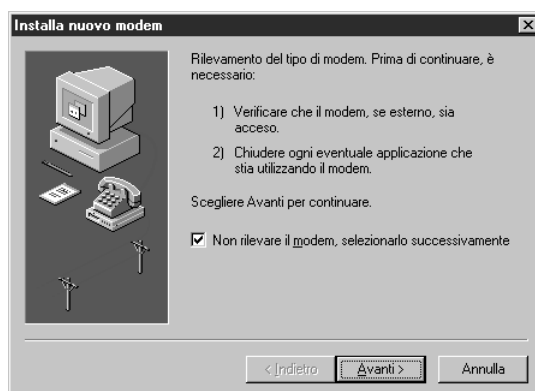 Installa nuovo modem
Rilevamento del tipo di modem. Prima di continuare, è
necessario:
1) Verificare che il modem, se esterno, sia
acceso.
2) Chiudere ogni eventuale applicazione che
stia utilizzando il modem.
Scegliere Avanti per continuare.
Non rilevare il modem, selezionarlo successivamente
< Indietro Avanti > Annulla